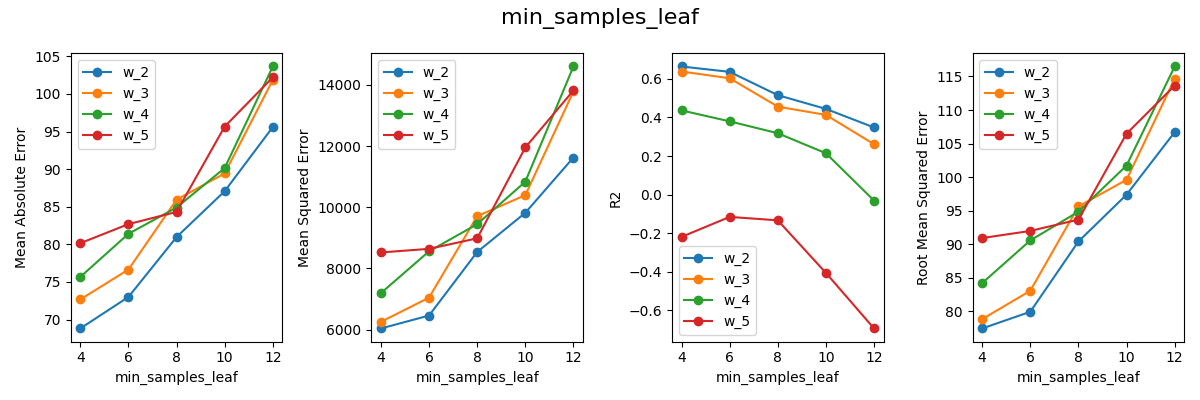 min_samples_leaf
Mean Absolute Error
105
100
95
90
85
80
75
70
4 6 8 10 12
min_samples_leaf
w_2
w_3
w_4
w_5
Mean Squared Error
14000
12000
10000
8000
6000
4 6 8 10 12
min_samples_leaf
w_2
w_3
w_4
w_5
R2
0.6
0.4
0.2
0.0
−0.2
−0.4
−0.6
4 6 8 10 12
min_samples_leaf
w_2
w_3
w_4
w_5
Root Mean Squared Error
115
110
105
100
95
90
85
80
4 6 8 10 12
min_samples_leaf
w_2
w_3
w_4
w_5